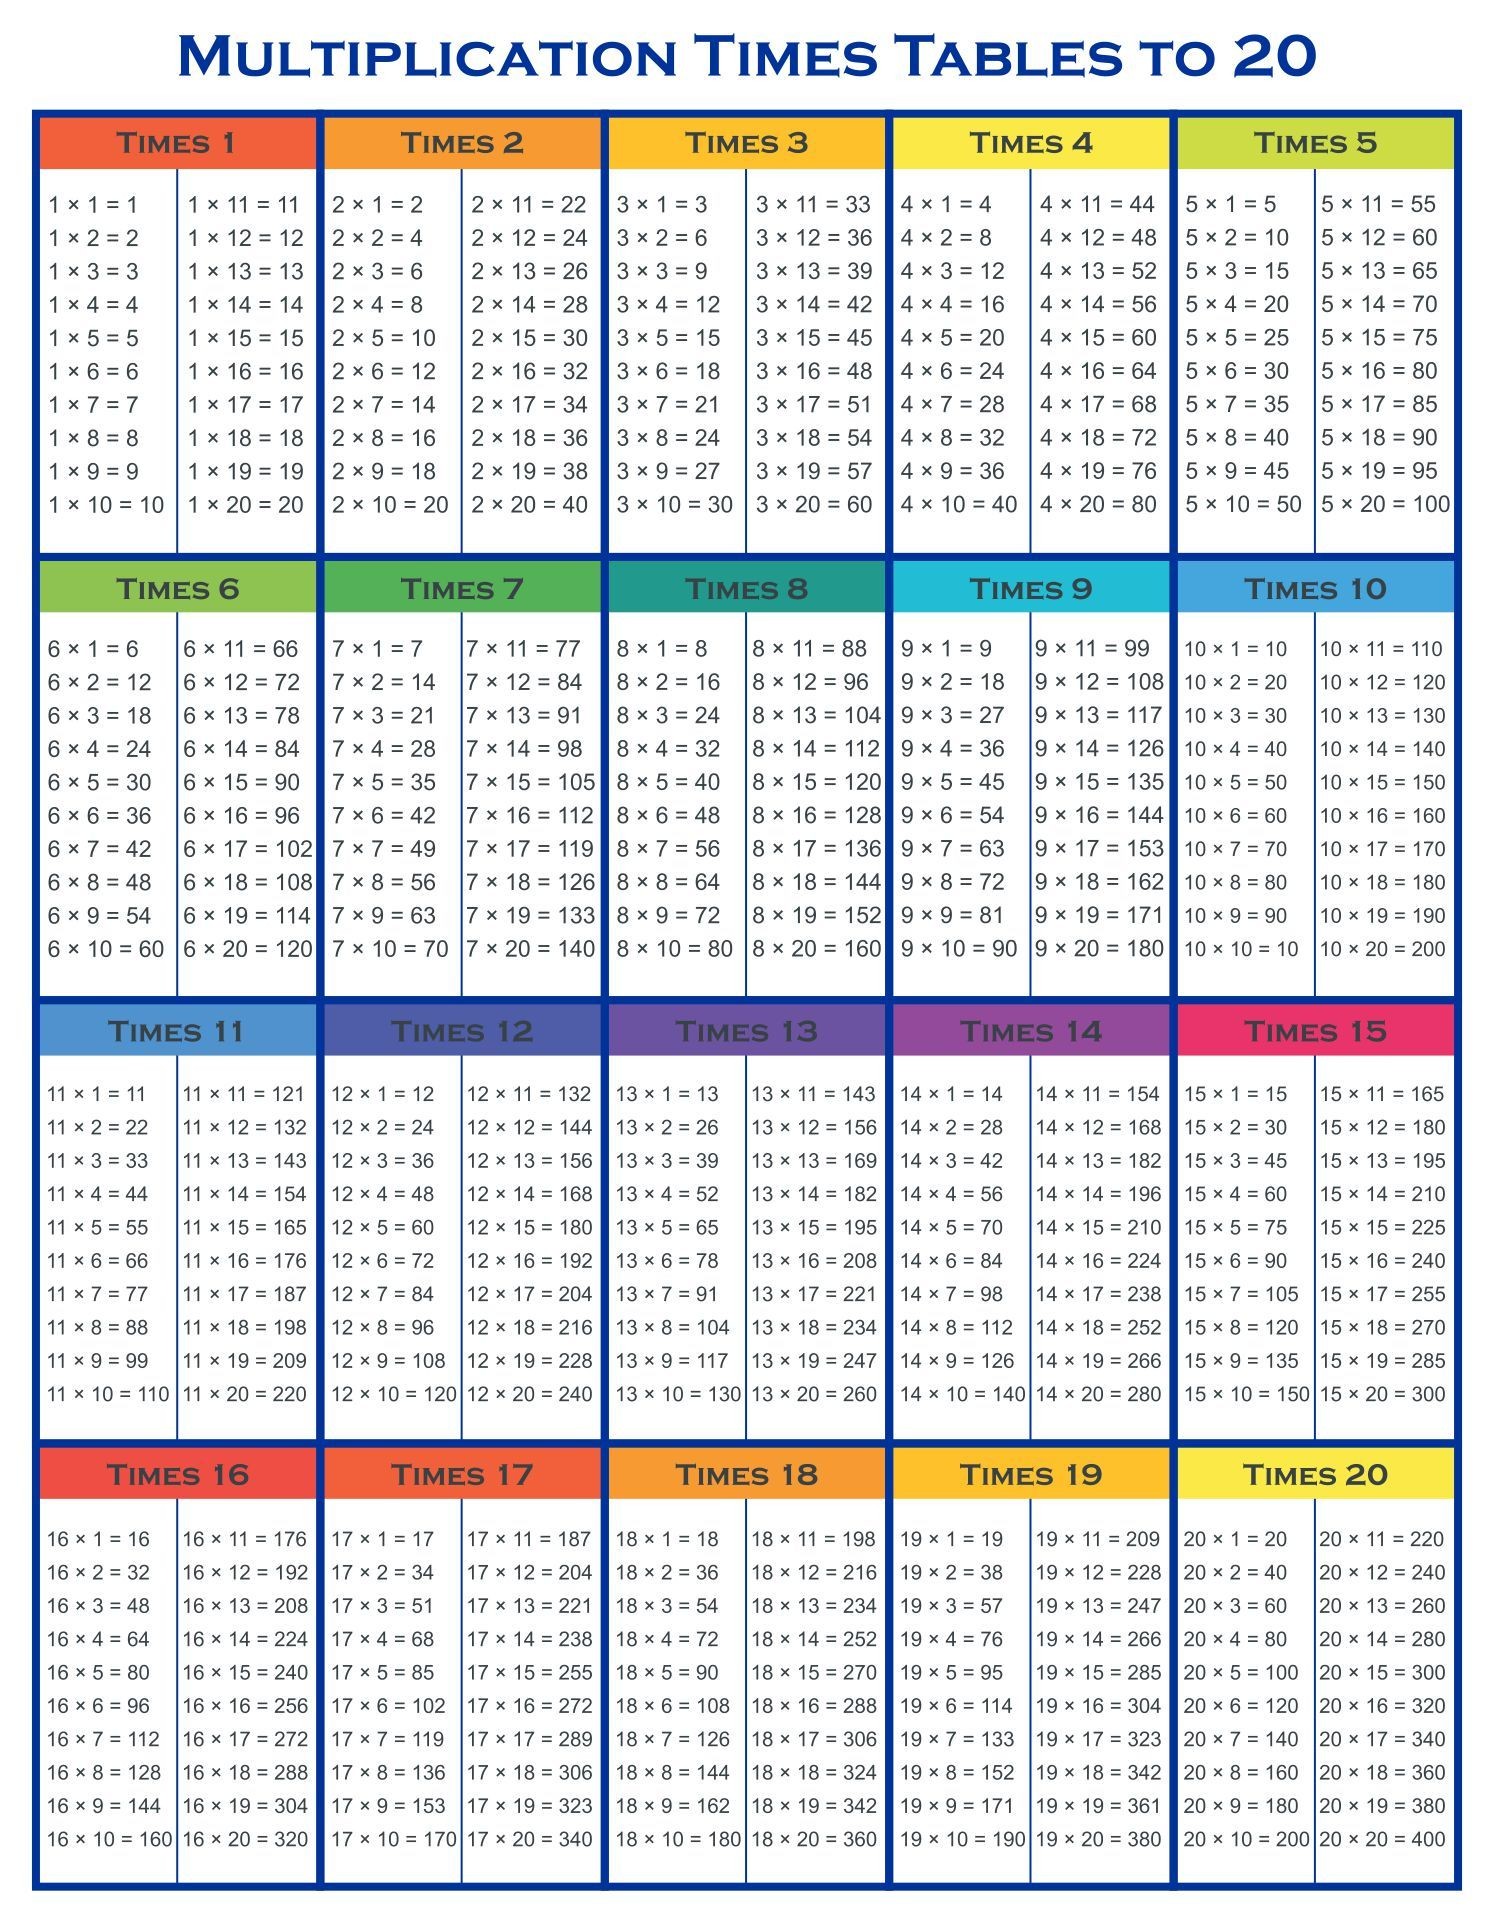 Multiplication Times Tables to 20
Times 1
1 × 1 = 1
1 × 2 = 2
1 × 3 = 3
1 × 4 = 4
1 × 5 = 5
1 × 6 = 6
1 × 7 = 7
1 × 8 = 8
1 × 9 = 9
1 × 10 = 10
1 × 11 = 11
1 × 12 = 12
1 × 13 = 13
1 × 14 = 14
1 × 15 = 15
1 × 16 = 16
1 × 17 = 17
1 × 18 = 18
1 × 19 = 19
1 × 20 = 20
Times 2
2 × 1 = 2
2 × 2 = 4
2 × 3 = 6
2 × 4 = 8
2 × 5 = 10
2 × 6 = 12
2 × 7 = 14
2 × 8 = 16
2 × 9 = 18
2 × 10 = 20
2 × 11 = 22
2 × 12 = 24
2 × 13 = 26
2 × 14 = 28
2 × 15 = 30
2 × 16 = 32
2 × 17 = 34
2 × 18 = 36
2 × 19 = 38
2 × 20 = 40
Times 3
3 × 1 = 3
3 × 2 = 6
3 × 3 = 9
3 × 4 = 12
3 × 5 = 15
3 × 6 = 18
3 × 7 = 21
3 × 8 = 24
3 × 9 = 27
3 × 10 = 30
3 × 11 = 33
3 × 12 = 36
3 × 13 = 39
3 × 14 = 42
3 × 15 = 45
3 × 16 = 48
3 × 17 = 51
3 × 18 = 54
3 × 19 = 57
3 × 20 = 60
Times 4
4 × 1 = 4
4 × 2 = 8
4 × 3 = 12
4 × 4 = 16
4 × 5 = 20
4 × 6 = 24
4 × 7 = 28
4 × 8 = 32
4 × 9 = 36
4 × 10 = 40
4 × 11 = 44
4 × 12 = 48
4 × 13 = 52
4 × 14 = 56
4 × 15 = 60
4 × 16 = 64
4 × 17 = 68
4 × 18 = 72
4 × 19 = 76
4 × 20 = 80
Times 5
5 × 1 = 5
5 × 2 = 10
5 × 3 = 15
5 × 4 = 20
5 × 5 = 25
5 × 6 = 30
5 × 7 = 35
5 × 8 = 40
5 × 9 = 45
5 × 10 = 50
5 × 11 = 55
5 × 12 = 60
5 × 13 = 65
5 × 14 = 70
5 × 15 = 75
5 × 16 = 80
5 × 17 = 85
5 × 18 = 90
5 × 19 = 95
5 × 20 = 100
Times 6
6 × 1 = 6
6 × 2 = 12
6 × 3 = 18
6 × 4 = 24
6 × 5 = 30
6 × 6 = 36
6 × 7 = 42
6 × 8 = 48
6 × 9 = 54
6 × 10 = 60
6 × 11 = 66
6 × 12 = 72
6 × 13 = 78
6 × 14 = 84
6 × 15 = 90
6 × 16 = 96
6 × 17 = 102
6 × 18 = 108
6 × 19 = 114
6 × 20 = 120
Times 7
7 × 1 = 7
7 × 2 = 14
7 × 3 = 21
7 × 4 = 28
7 × 5 = 35
7 × 6 = 42
7 × 7 = 49
7 × 8 = 56
7 × 9 = 63
7 × 10 = 70
7 × 11 = 77
7 × 12 = 84
7 × 13 = 91
7 × 14 = 98
7 × 15 = 105
7 × 16 = 112
7 × 17 = 119
7 × 18 = 126
7 × 19 = 133
7 × 20 = 140
Times 8
8 × 1 = 8
8 × 2 = 16
8 × 3 = 24
8 × 4 = 32
8 × 5 = 40
8 × 6 = 48
8 × 7 = 56
8 × 8 = 64
8 × 9 = 72
8 × 10 = 80
8 × 11 = 88
8 × 12 = 96
8 × 13 = 104
8 × 14 = 112
8 × 15 = 120
8 × 16 = 128
8 × 17 = 136
8 × 18 = 144
8 × 19 = 152
8 × 20 = 160
Times 9
9 × 1 = 9
9 × 2 = 18
9 × 3 = 27
9 × 4 = 36
9 × 5 = 45
9 × 6 = 54
9 × 7 = 63
9 × 8 = 72
9 × 9 = 81
9 × 10 = 90
9 × 11 = 99
9 × 12 = 108
9 × 13 = 117
9 × 14 = 126
9 × 15 = 135
9 × 16 = 144
9 × 17 = 153
9 × 18 = 162
9 × 19 = 171
9 × 20 = 180
Times 10
10 × 1 = 10
10 × 2 = 20
10 × 3 = 30
10 × 4 = 40
10 × 5 = 50
10 × 6 = 60
10 × 7 = 70
10 × 8 = 80
10 × 9 = 90
10 × 10 = 10
10 × 11 = 110
10 × 12 = 120
10 × 13 = 130
10 × 14 = 140
10 × 15 = 150
10 × 16 = 160
10 × 17 = 170
10 × 18 = 180
10 × 19 = 190
10 × 20 = 200
Times 11
11 × 1 = 11
11 × 2 = 22
11 × 3 = 33
11 × 4 = 44
11 × 5 = 55
11 × 6 = 66
11 × 7 = 77
11 × 8 = 88
11 × 9 = 99
11 × 10 = 110
11 × 11 = 121
11 × 12 = 132
11 × 13 = 143
11 × 14 = 154
11 × 15 = 165
11 × 16 = 176
11 × 17 = 187
11 × 18 = 198
11 × 19 = 209
11 × 20 = 220
Times 12
12 × 1 = 12
12 × 2 = 24
12 × 3 = 36
12 × 4 = 48
12 × 5 = 60
12 × 6 = 72
12 × 7 = 84
12 × 8 = 96
12 × 9 = 108
12 × 10 = 120
12 × 11 = 132
12 × 12 = 144
12 × 13 = 156
12 × 14 = 168
12 × 15 = 180
12 × 16 = 192
12 × 17 = 204
12 × 18 = 216
12 × 19 = 228
12 × 20 = 240
Times 13
13 × 1 = 13
13 × 2 = 26
13 × 3 = 39
13 × 4 = 52
13 × 5 = 65
13 × 6 = 78
13 × 7 = 91
13 × 8 = 104
13 × 9 = 117
13 × 10 = 130
13 × 11 = 143
13 × 12 = 156
13 × 13 = 169
13 × 14 = 182
13 × 15 = 195
13 × 16 = 208
13 × 17 = 221
13 × 18 = 234
13 × 19 = 247
13 × 20 = 260
Times 14
14 × 1 = 14
14 × 2 = 28
14 × 3 = 42
14 × 4 = 56
14 × 5 = 70
14 × 6 = 84
14 × 7 = 98
14 × 8 = 112
14 × 9 = 126
14 × 10 = 140
14 × 11 = 154
14 × 12 = 168
14 × 13 = 182
14 × 14 = 196
14 × 15 = 210
14 × 16 = 224
14 × 17 = 238
14 × 18 = 252
14 × 19 = 266
14 × 20 = 280
Times 15
15 × 1 = 15
15 × 2 = 30
15 × 3 = 45
15 × 4 = 60
15 × 5 = 75
15 × 6 = 90
15 × 7 = 105
15 × 8 = 120
15 × 9 = 135
15 × 10 = 150
15 × 11 = 165
15 × 12 = 180
15 × 13 = 195
15 × 14 = 210
15 × 15 = 225
15 × 16 = 240
15 × 17 = 255
15 × 18 = 270
15 × 19 = 285
15 × 20 = 300
Times 16
16 × 1 = 16
16 × 2 = 32
16 × 3 = 48
16 × 4 = 64
16 × 5 = 80
16 × 6 = 96
16 × 7 = 112
16 × 8 = 128
16 × 9 = 144
16 × 10 = 160
16 × 11 = 176
16 × 12 = 192
16 × 13 = 208
16 × 14 = 224
16 × 15 = 240
16 × 16 = 256
16 × 17 = 272
16 × 18 = 288
16 × 19 = 304
16 × 20 = 320
Times 17
17 × 1 = 17
17 × 2 = 34
17 × 3 = 51
17 × 4 = 68
17 × 5 = 85
17 × 6 = 102
17 × 7 = 119
17 × 8 = 136
17 × 9 = 153
17 × 10 = 170
17 × 11 = 187
17 × 12 = 204
17 × 13 = 221
17 × 14 = 238
17 × 15 = 255
17 × 16 = 272
17 × 17 = 289
17 × 18 = 306
17 × 19 = 323
17 × 20 = 340
Times 18
18 × 1 = 18
18 × 2 = 36
18 × 3 = 54
18 × 4 = 72
18 × 5 = 90
18 × 6 = 108
18 × 7 = 126
18 × 8 = 144
18 × 9 = 162
18 × 10 = 180
18 × 11 = 198
18 × 12 = 216
18 × 13 = 234
18 × 14 = 252
18 × 15 = 270
18 × 16 = 288
18 × 17 = 306
18 × 18 = 324
18 × 19 = 342
18 × 20 = 360
Times 19
19 × 1 = 19
19 × 2 = 38
19 × 3 = 57
19 × 4 = 76
19 × 5 = 95
19 × 6 = 114
19 × 7 = 133
19 × 8 = 152
19 × 9 = 171
19 × 10 = 190
19 × 11 = 209
19 × 12 = 228
19 × 13 = 247
19 × 14 = 266
19 × 15 = 285
19 × 16 = 304
19 × 17 = 323
19 × 18 = 342
19 × 19 = 361
19 × 20 = 380
Times 20
20 × 1 = 20
20 × 2 = 40
20 × 3 = 60
20 × 4 = 80
20 × 5 = 100
20 × 6 = 120
20 × 7 = 140
20 × 8 = 160
20 × 9 = 180
20 × 10 = 200
20 × 11 = 220
20 × 12 = 240
20 × 13 = 260
20 × 14 = 280
20 × 15 = 300
20 × 16 = 320
20 × 17 = 340
20 × 18 = 360
20 × 19 = 380
20 × 20 = 400